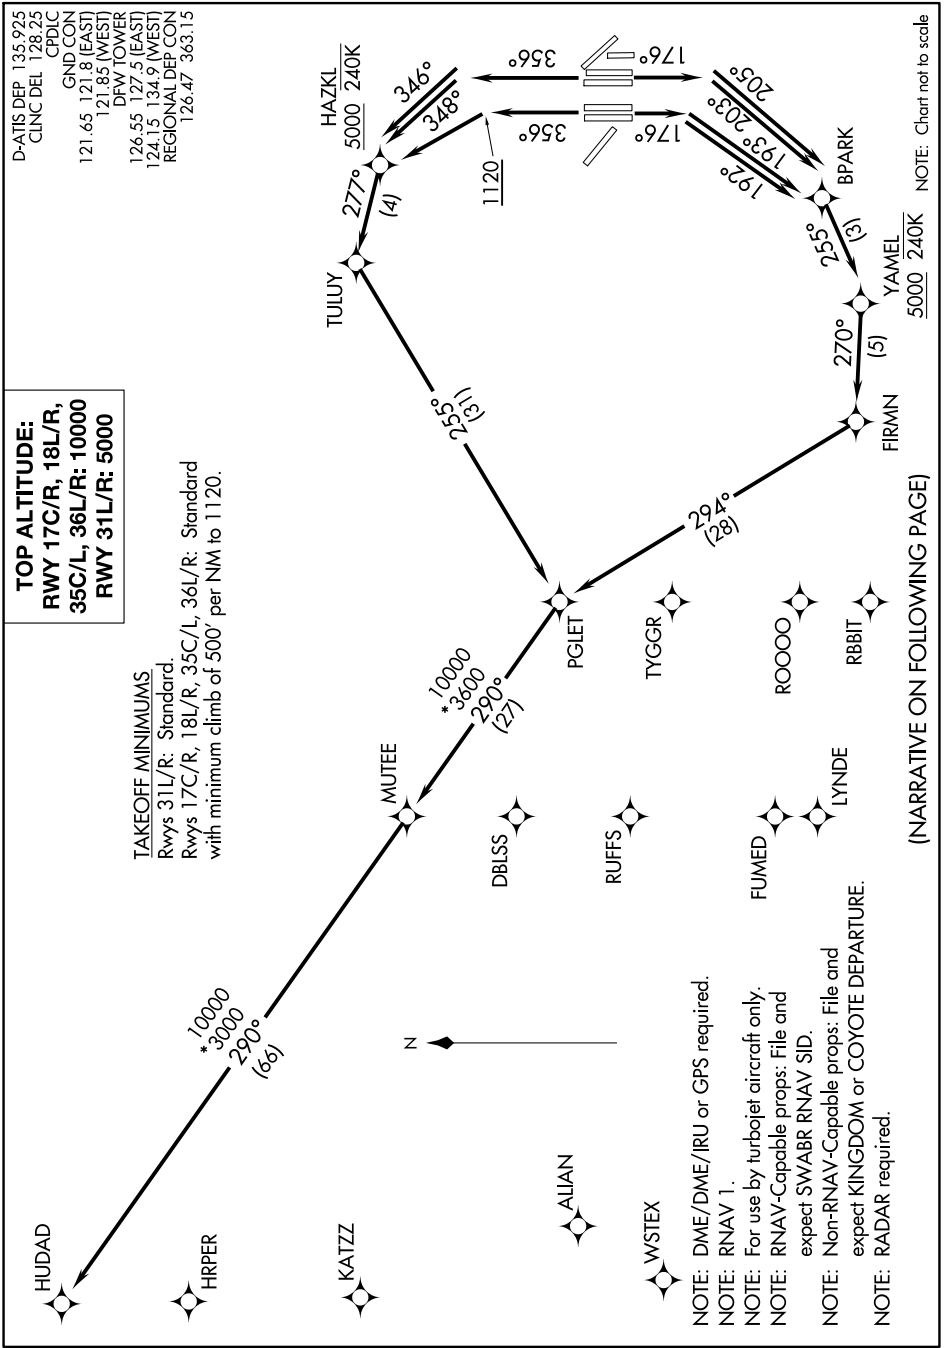 TOP ALTITUDE:
RWY 17C/R, 18L/R,
35C/L, 36L/R: 10000
RWY 31L/R: 5000
D-ATIS DEP 135.925
CLNC DEL 128.25
CPDLC
GND CON
121.65 121.8 (EAST)
121.85 (WEST)
DFW TOWER
126.55 127.5 (EAST)
124.15 134.9 (WEST)
REGIONAL DEP CON
126.47 363.15
TAKEOFF MINIMUMS
Rwys 31L/R: Standard.
Rwys 17C/R, 18L/R, 35C/L, 36L/R: Standard
with minimum climb of 500' per NM to 1120.
HUDAD
HRPER
KATZZ
ALIAN
WSTEX
10000
*3000
290°
(66)
N
MUTEE
DBLSS
RUFFS
FUMED
LYNDE
10000
*3600
290°
(27)
PGLET
TYGGR
ROOOO
RBBIT
TULUY
255°
(31)
277°
(4)
HAZKL
5000 240K
346°
348°
1120
356°
356°
176°
176°
205°
203°
193°
192°
BPARK
255°
(3)
YAMEL
5000 240K
270°
(5)
FIRMN
294°
(28)
NOTE: DME/DME/IRU or GPS required.
NOTE: RNAV 1.
NOTE: For use by turbojet aircraft only.
NOTE: RNAV-Capable props: File and
expect SWABR RNAV SID.
NOTE: Non-RNAV-Capable props: File and
expect KINGDOM or COYOTE DEPARTURE.
NOTE: RADAR required.
(NARRATIVE ON FOLLOWING PAGE)
NOTE: Chart not to scale